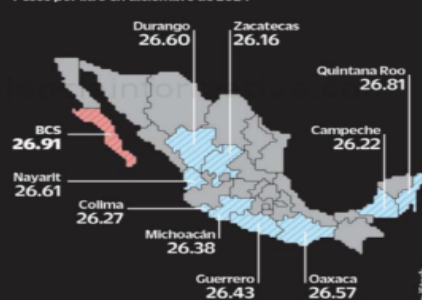 Durango
26.60
Zacatecas
26.16
Quintana Roo
26.81
BCS
26.91
Campeche
26.22
Nayarit
26.61
Colima
26.27
Michoacán
26.38
Guerrero
26.43
Oaxaca
26.57